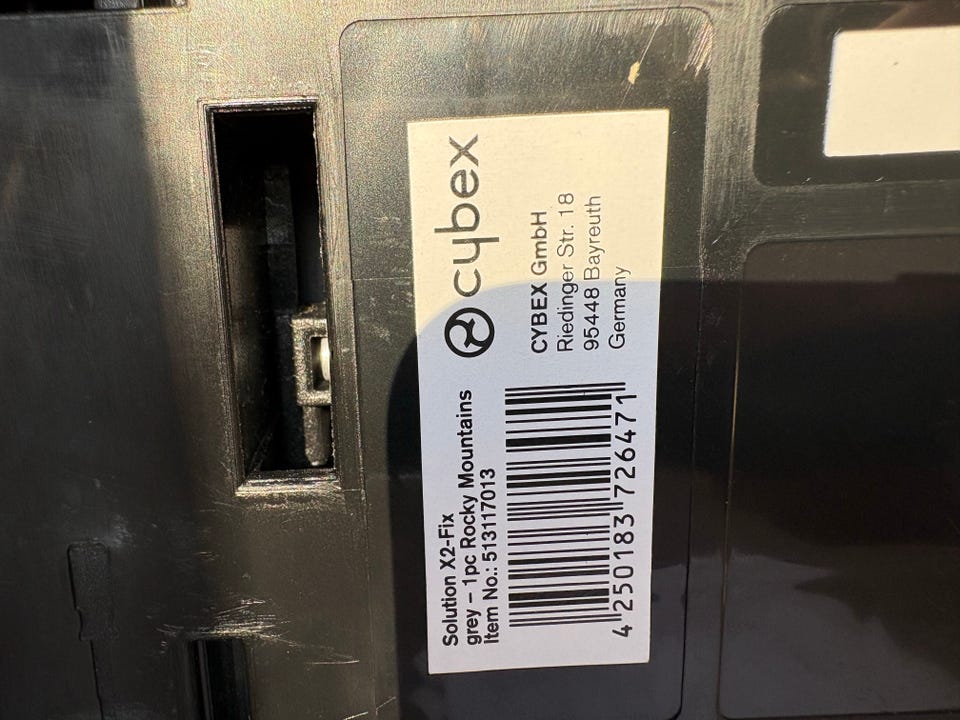 Solution X2-Fix
grey – 1pc Rocky Mountains
Item No.: 513117013
4 250183 726471
cybex
CYBEX GmbH
Riedinger Str. 18
95448 Bayreuth
Germany